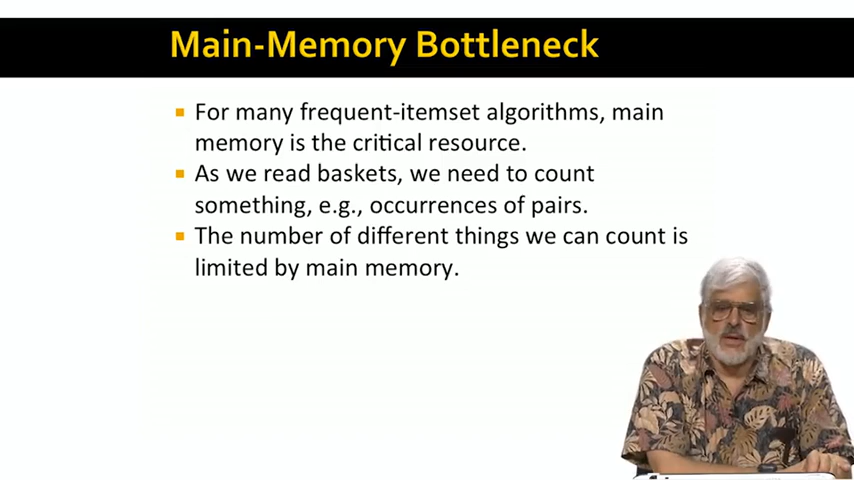 Main-Memory Bottleneck
For many frequent-itemset algorithms, main
memory is the critical resource.
As we read baskets, we need to count
something, e.g., occurrences of pairs.
The number of different things we can count is
limited by main memory.